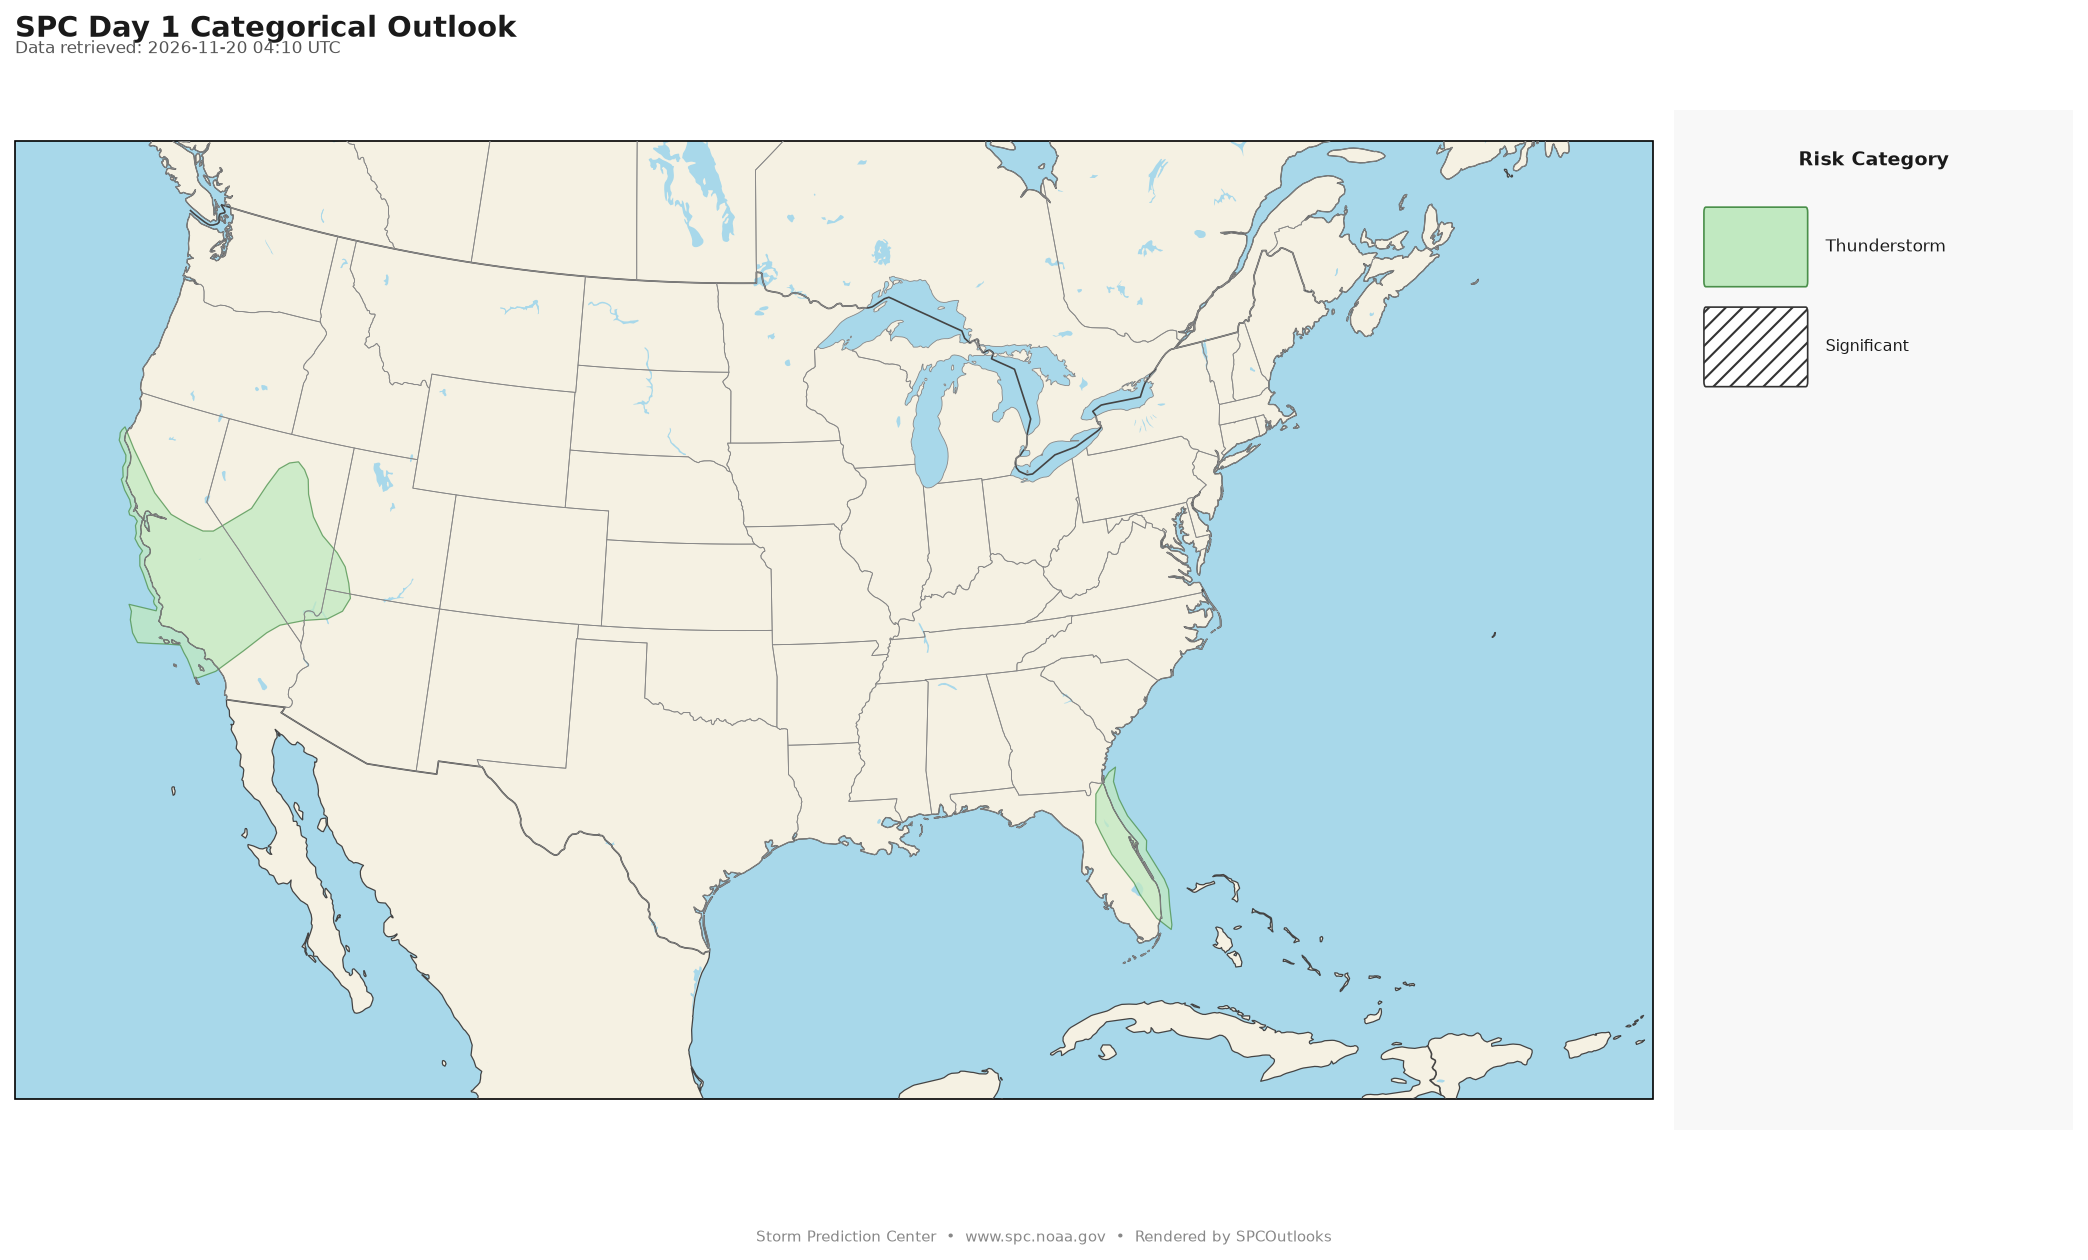 SPC Day 1 Categorical Outlook
Data retrieved: 2026-11-20 04:10 UTC
Risk Category
Thunderstorm
Significant
Storm Prediction Center • www.spc.noaa.gov • Rendered by SPCOutlooks